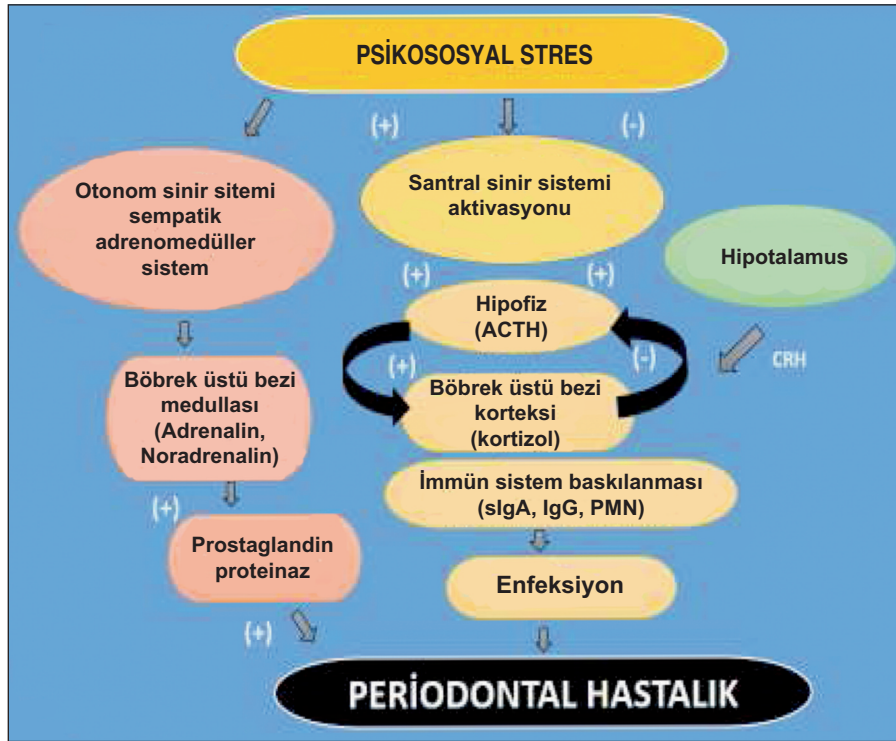 PSİKOSOSYAL STRES
(+)
(-)
Otonom sinir sitemi
sempatik
adrenomedüller
sistem
Santral sinir sistemi
aktivasyonu
Hipotalamus
(+)
(+)
Hipofiz
(ACTH)
(+)
(-)
CRH
Böbrek üstü bezi
medullası
(Adrenalin,
Noradrenalin)
Böbrek üstü bezi
korteksi
(kortizol)
İmmün sistem baskılanması
(sIgA, IgG, PMN)
(+)
Prostaglandin
proteinaz
Enfeksiyon
(+)
PERİODONTAL HASTALIK